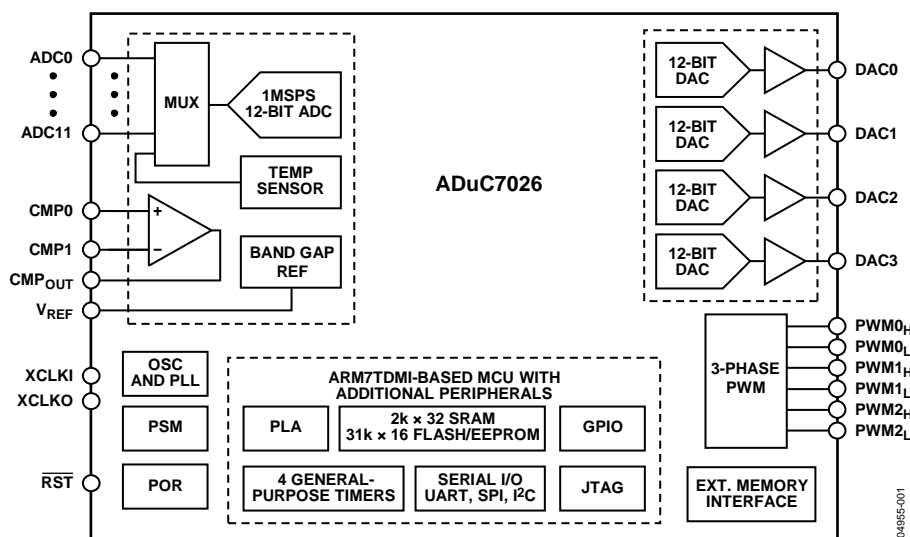 ADC0
ADC11
CMP0
CMP1
CMPOUT
VREF
XCLKI
XCLKO
RST
MUX
1MSPS
12-BIT ADC
TEMP
SENSOR
BAND GAP
REF
+
−
OSC
AND PLL
PSM
POR
ADuC7026
ARM7TDMI-BASED MCU WITH
ADDITIONAL PERIPHERALS
PLA
2k × 32 SRAM
31k × 16 FLASH/EEPROM
GPIO
4 GENERAL-
PURPOSE TIMERS
SERIAL I/O
UART, SPI, I²C
JTAG
12-BIT
DAC
12-BIT
DAC
12-BIT
DAC
12-BIT
DAC
DAC0
DAC1
DAC2
DAC3
3-PHASE
PWM
PWM0H
PWM0L
PWM1H
PWM1L
PWM2H
PWM2L
EXT. MEMORY
INTERFACE
04955-001